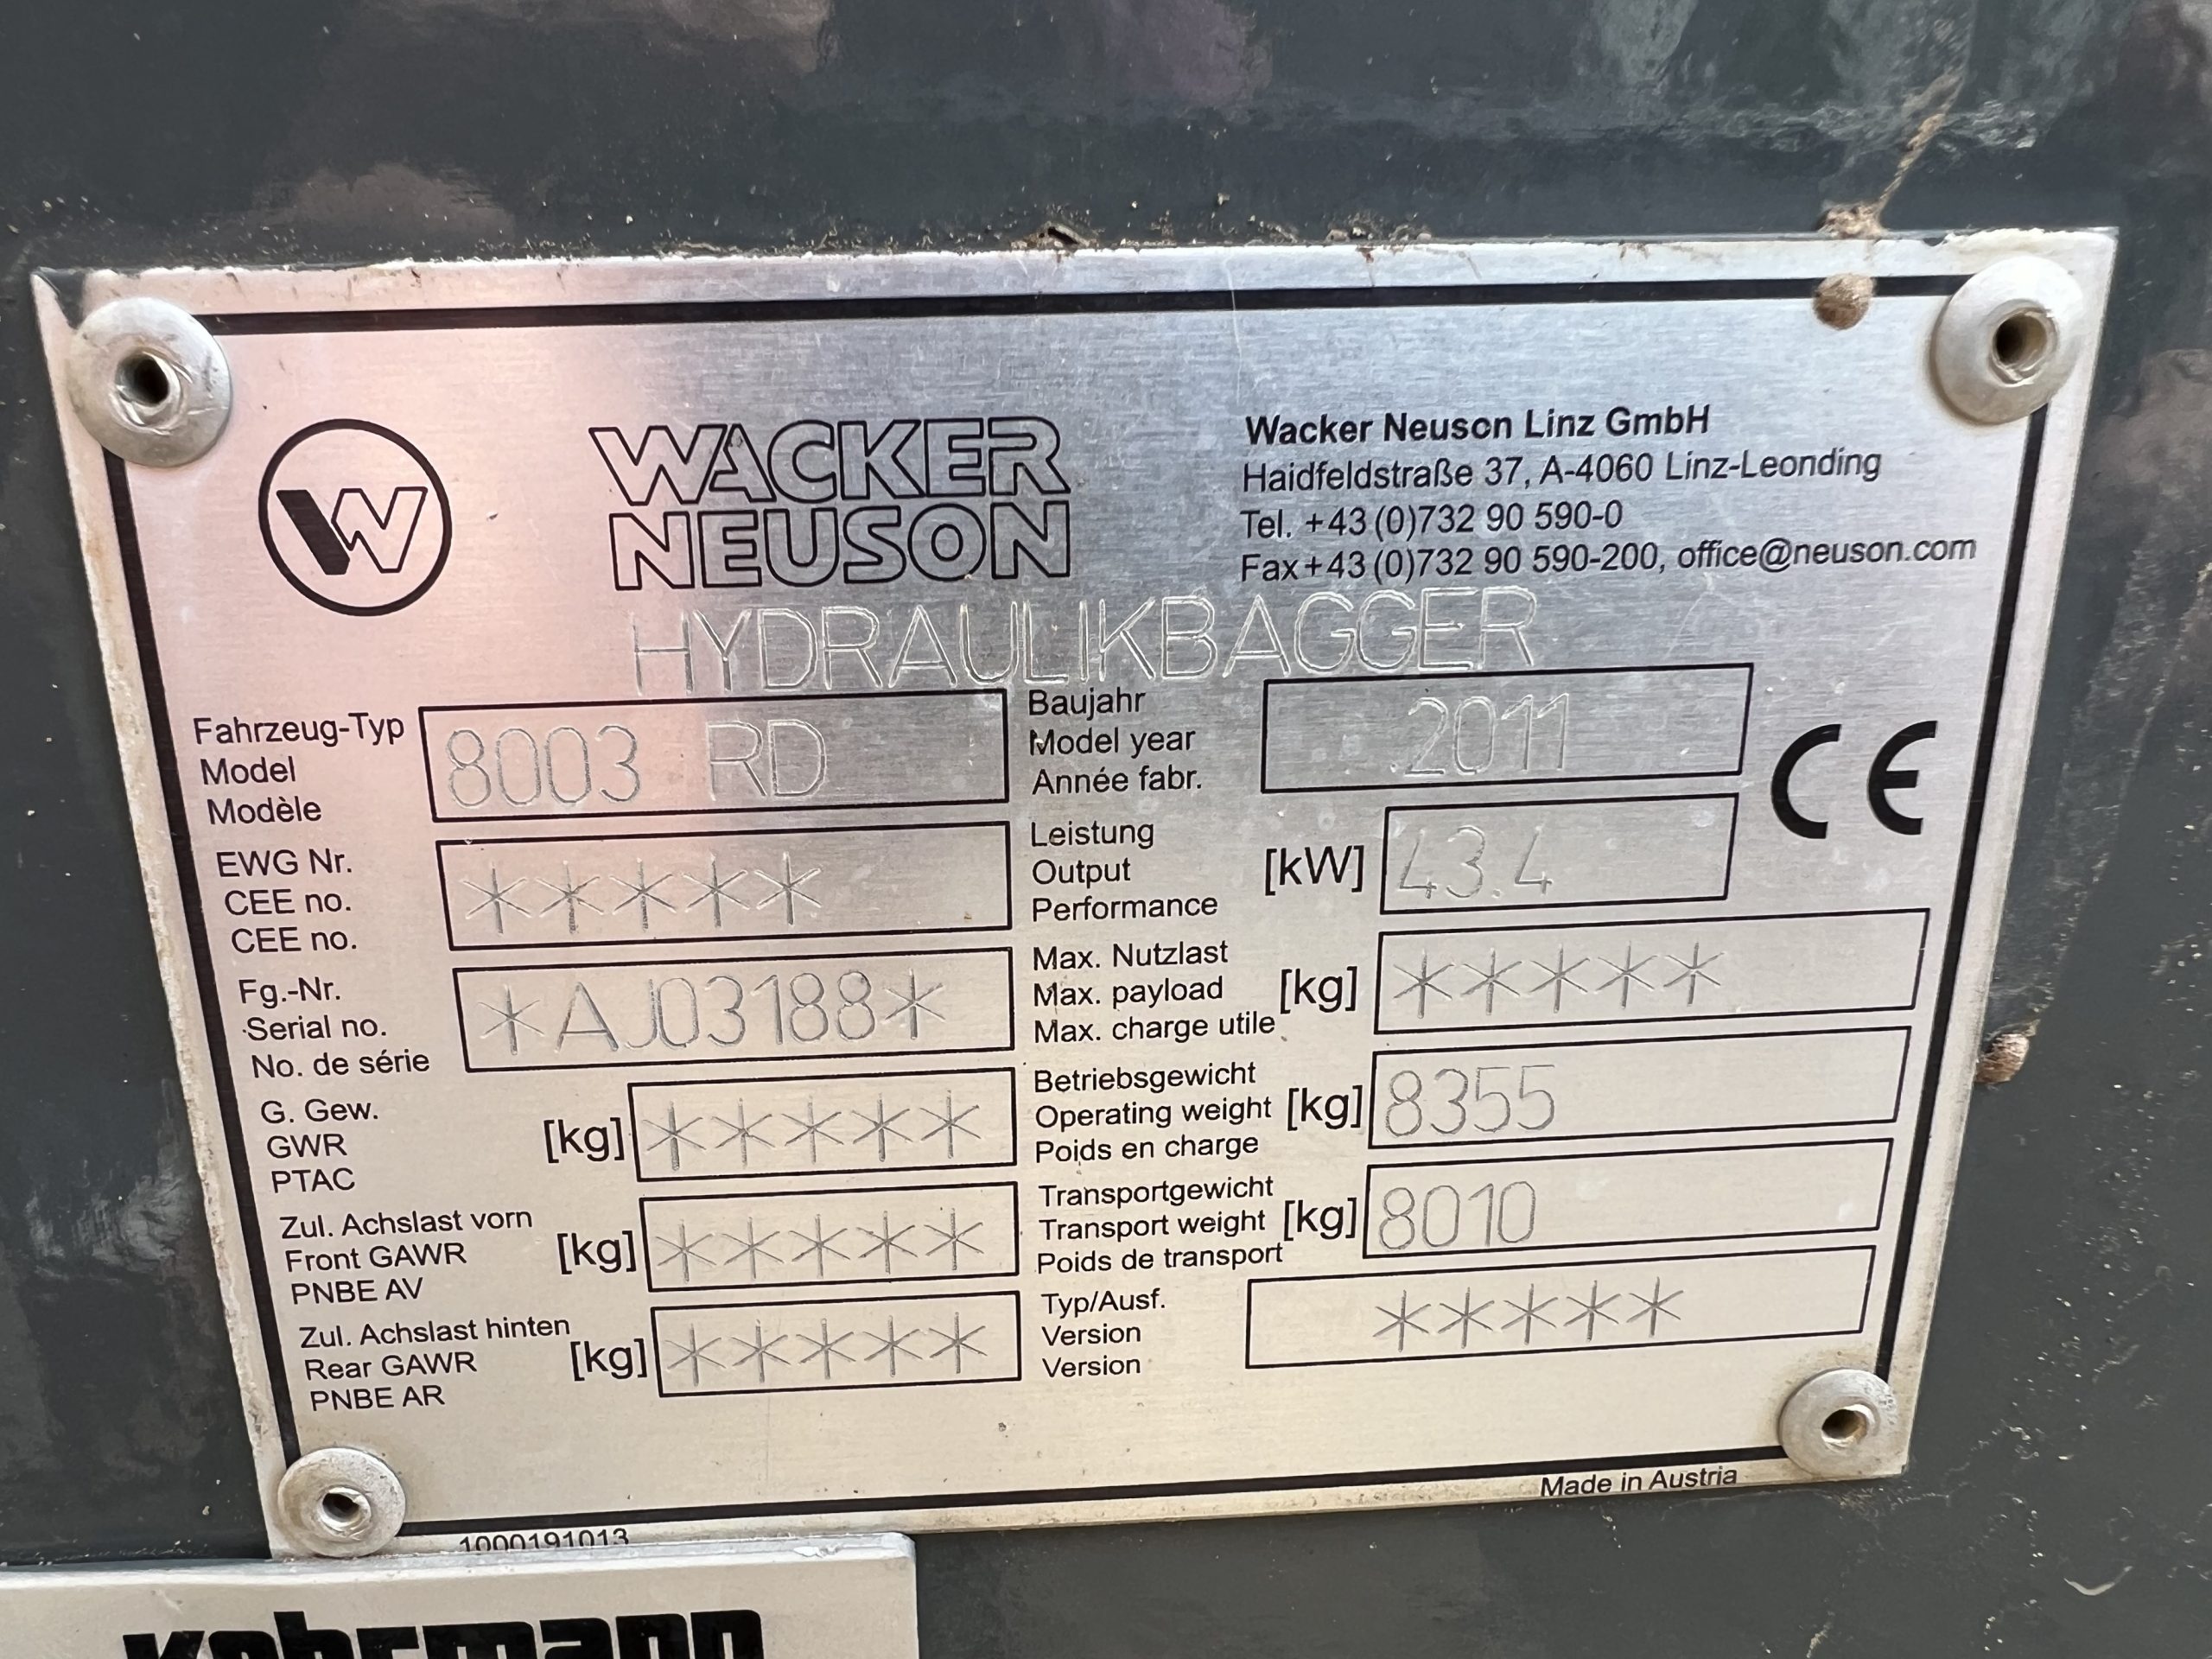 W
WACKER
NEUSON
Wacker Neuson Linz GmbH
Haidfeldstraße 37, A-4060 Linz-Leonding
Tel. +43 (0)732 90 590-0
Fax+43 (0)732 90 590-200, office@neuson.com
HYDRAULIKBAGGER
Fahrzeug-Typ
Model
Modèle
8003 RD
Baujahr
Model year
Année fabr.
2011
CE
EWG Nr.
CEE no.
CEE no.
*****
Leistung
Output
Performance
[kW]
43.4
Fg.-Nr.
Serial no.
No. de série
*AJ03188*
Max. Nutzlast
Max. payload
Max. charge utile
[kg]
*****
G. Gew.
GWR
PTAC
[kg]
*****
Betriebsgewicht
Operating weight
Poids en charge
[kg]
8355
Zul. Achslast vorn
Front GAWR
PNBE AV
[kg]
*****
Transportgewicht
Transport weight
Poids de transport
[kg]
8010
Zul. Achslast hinten
Rear GAWR
PNBE AR
[kg]
*****
Typ/Ausf.
Version
Version
*****
Made in Austria
1000191013